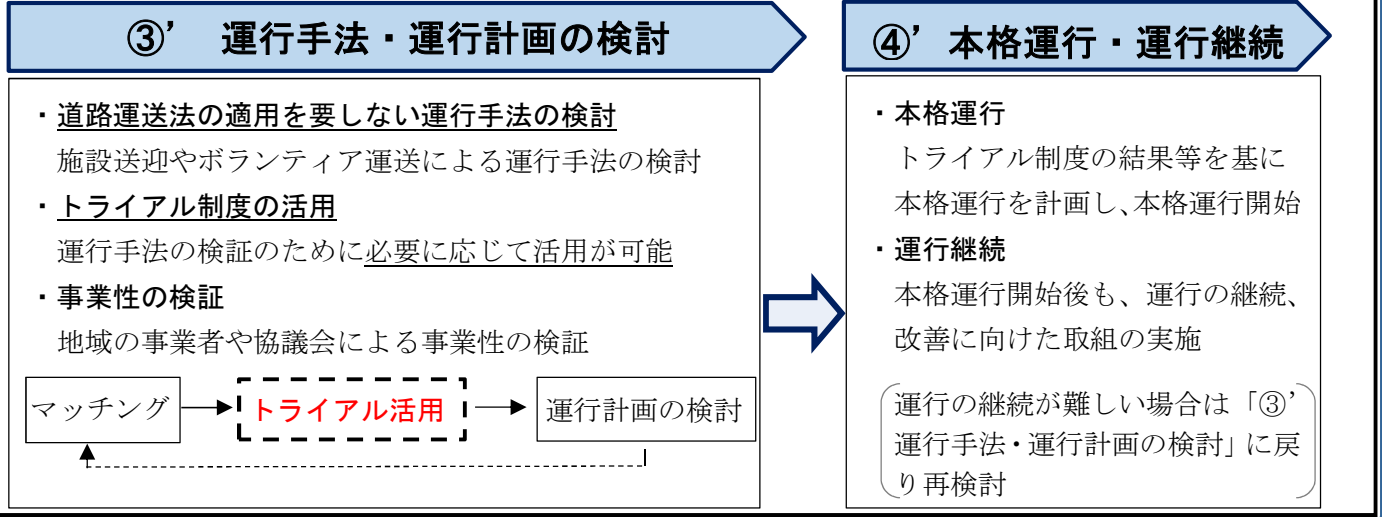 ③’　運行手法・運行計画の検討
・道路運送法の適用を要しない運行手法の検討
施設送迎やボランティア運送による運行手法の検討
・トライアル制度の活用
運行手法の検証のために必要に応じて活用が可能
・事業性の検証
地域の事業者や協議会による事業性の検証
マッチング
トライアル活用
運行計画の検討
④’本格運行・運行継続
・本格運行
トライアル制度の結果等を基に
本格運行を計画し、本格運行開始
・運行継続
本格運行開始後も、運行の継続、
改善に向けた取組の実施
運行の継続が難しい場合は「③’
運行手法・運行計画の検討」に戻
り再検討